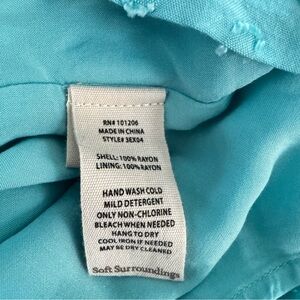 RN# 101206
MADE IN CHINA
STYLE# 3EX04
SHELL: 100% RAYON
LINING: 100% RAYON
HAND WASH COLD
MILD DETERGENT
ONLY NON-CHLORINE
BLEACH WHEN NEEDED
HANG TO DRY
COOL IRON IF NEEDED
MAY BE DRY CLEANED
Soft Surroundings